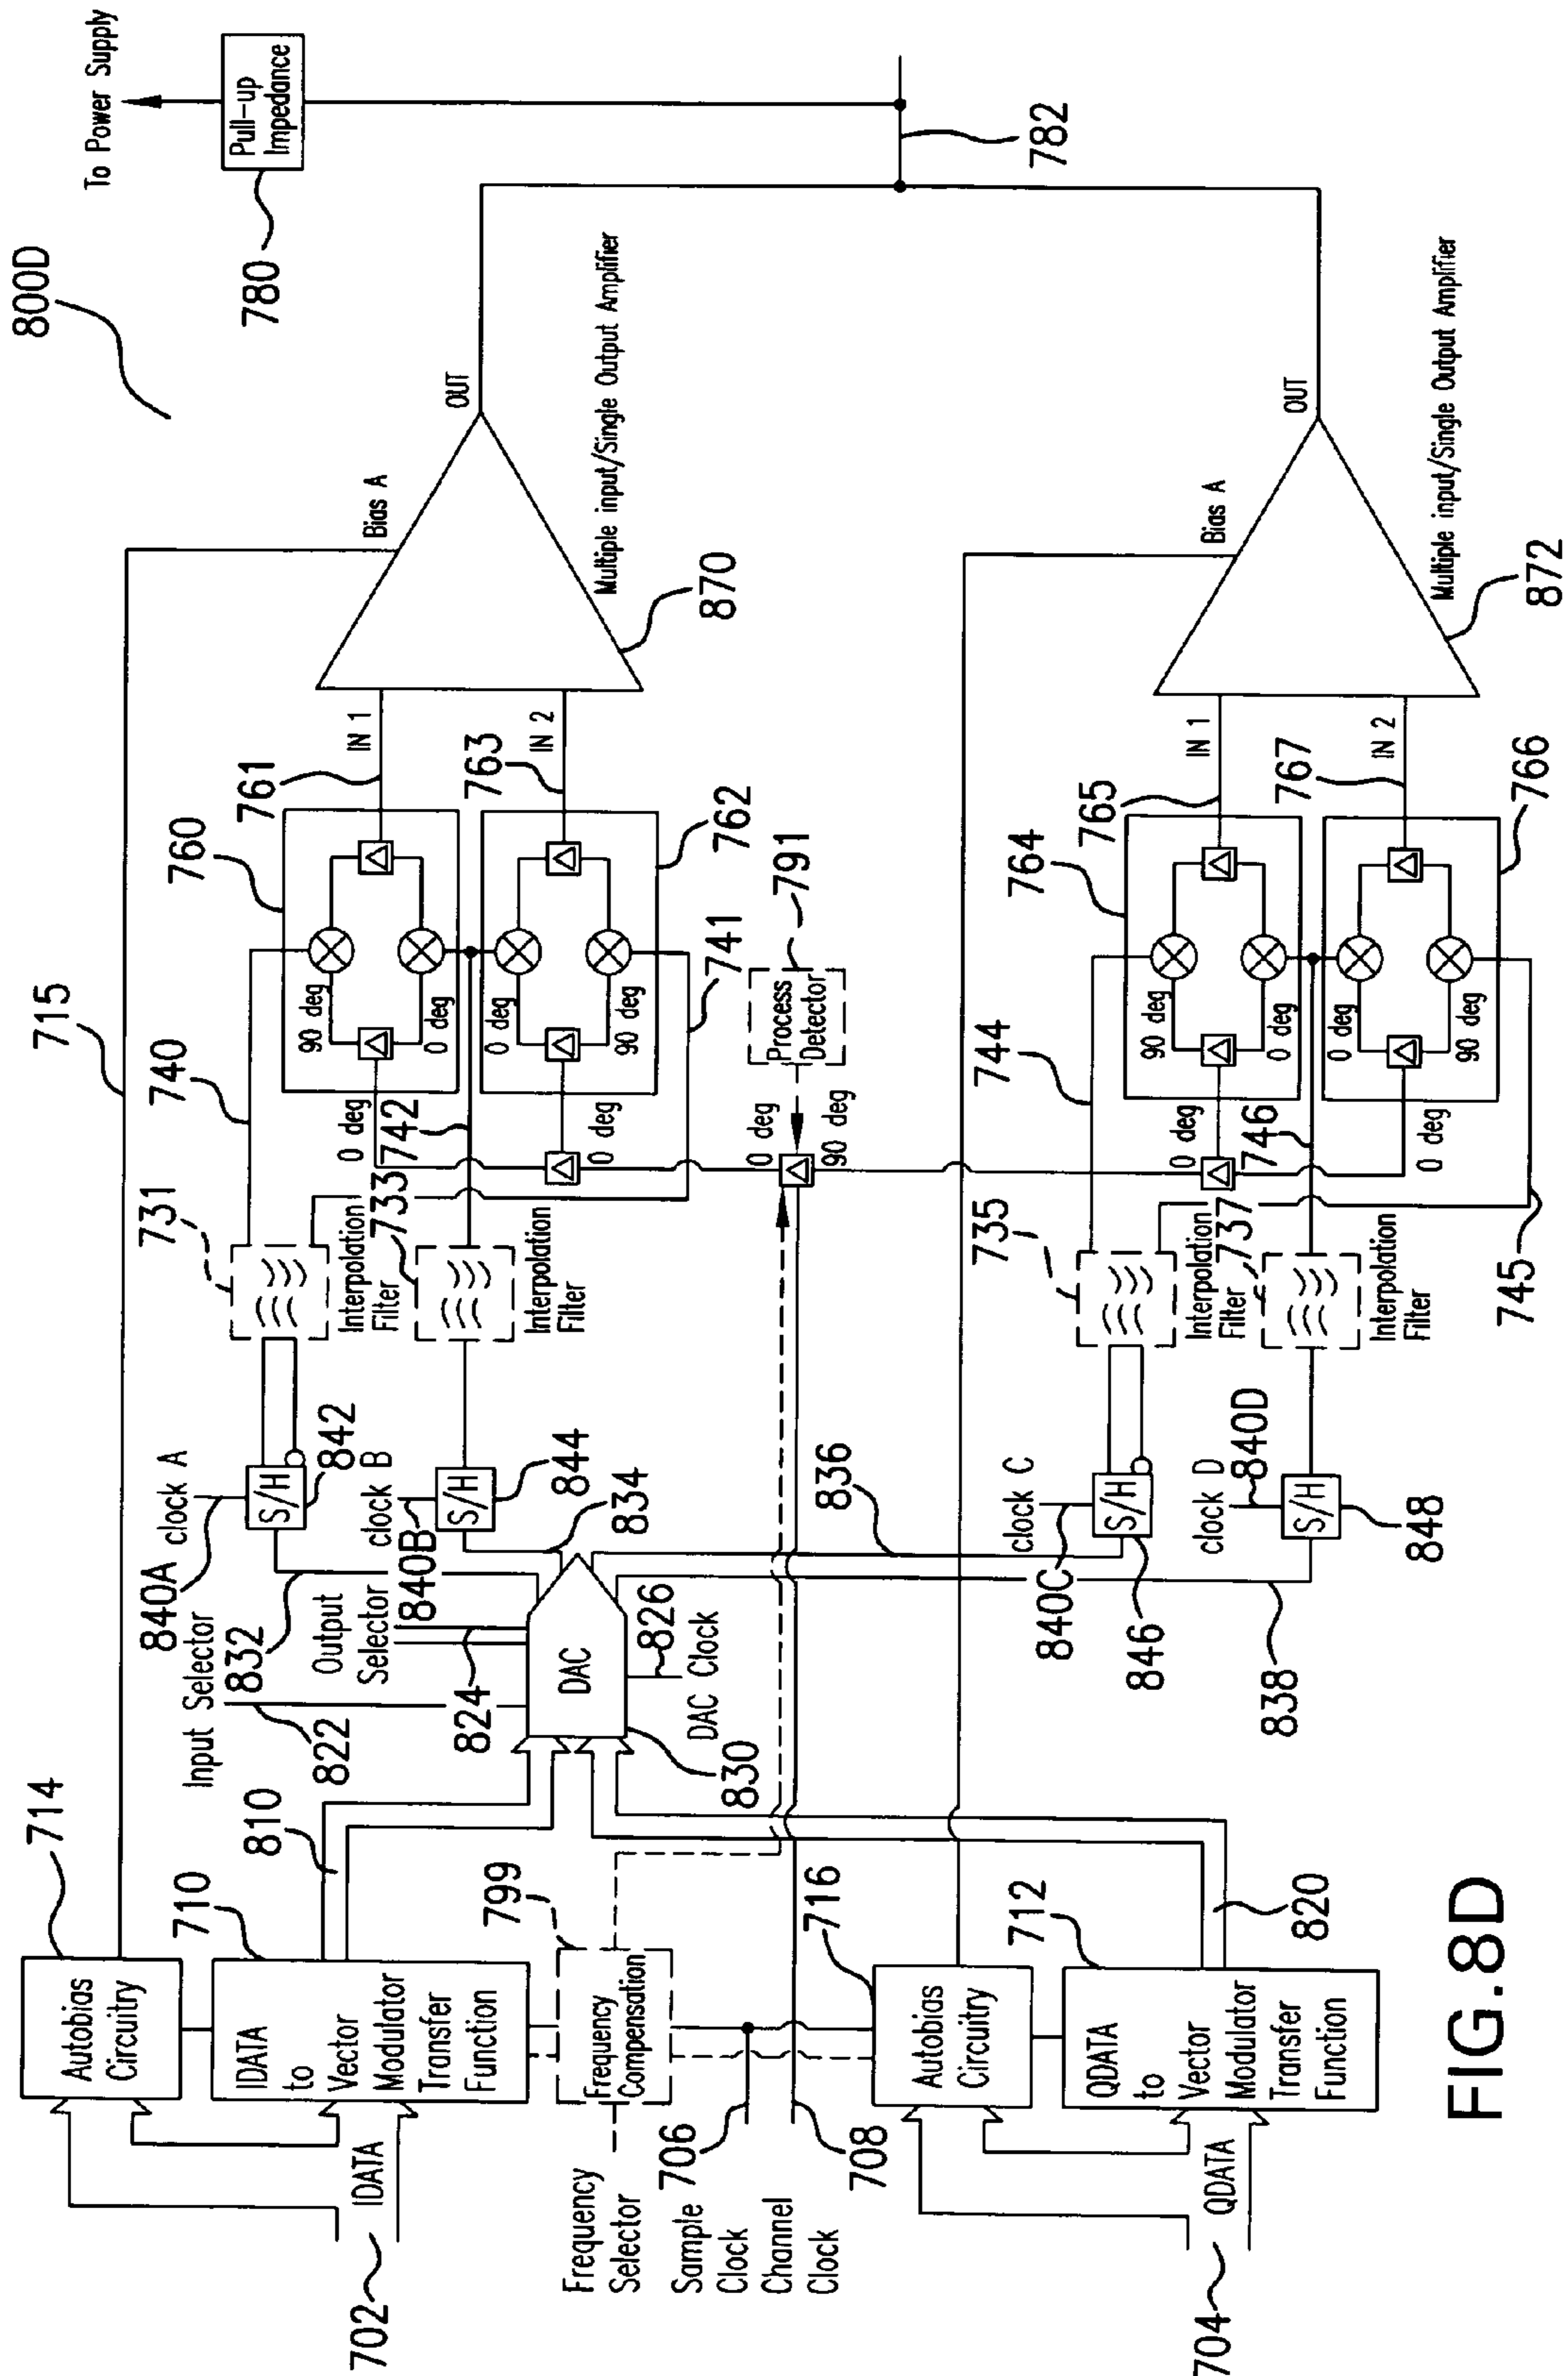 800D
To Power Supply
Pull-up
Impedance
780
782
715
714
Autobias
Circuitry
710
IDATA
to
Vector
Modulator
Transfer
Function
IDATA
702
810
Input Selector
822
832
Output
Selector
824
DAC
830
826
DAC Clock
834
836
838
840A
clock A
S/H
842
840B
clock B
S/H
844
731
Interpolation
Filter
733
Interpolation
Filter
740
742
741
0 deg
0 deg
760
90 deg
0 deg
761
IN 1
0 deg
90 deg
762
763
IN 2
Bias A
OUT
Multiple input/Single Output Amplifier
870
799
Frequency
Compensation
Frequency
Selector
706
Sample
Clock
708
Channel
Clock
0 deg
90 deg
Process
Detector
791
716
Autobias
Circuitry
712
QDATA
to
Vector
Modulator
Transfer
Function
QDATA
704
820
840C
clock C
S/H
846
840D
clock D
S/H
848
735
Interpolation
Filter
737
Interpolation
Filter
744
746
745
0 deg
0 deg
764
90 deg
0 deg
765
IN 1
0 deg
90 deg
766
767
IN 2
Bias A
OUT
Multiple input/Single Output Amplifier
872
FIG.8D